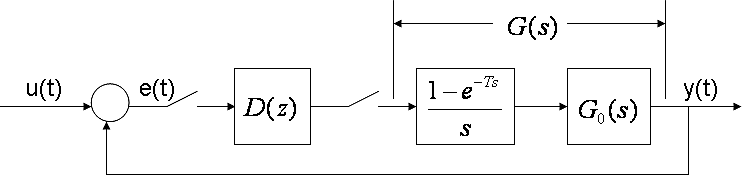 G(s)
u(t)
e(t)
D(z)
1−e^{−Ts}
s
G₀(s)
y(t)